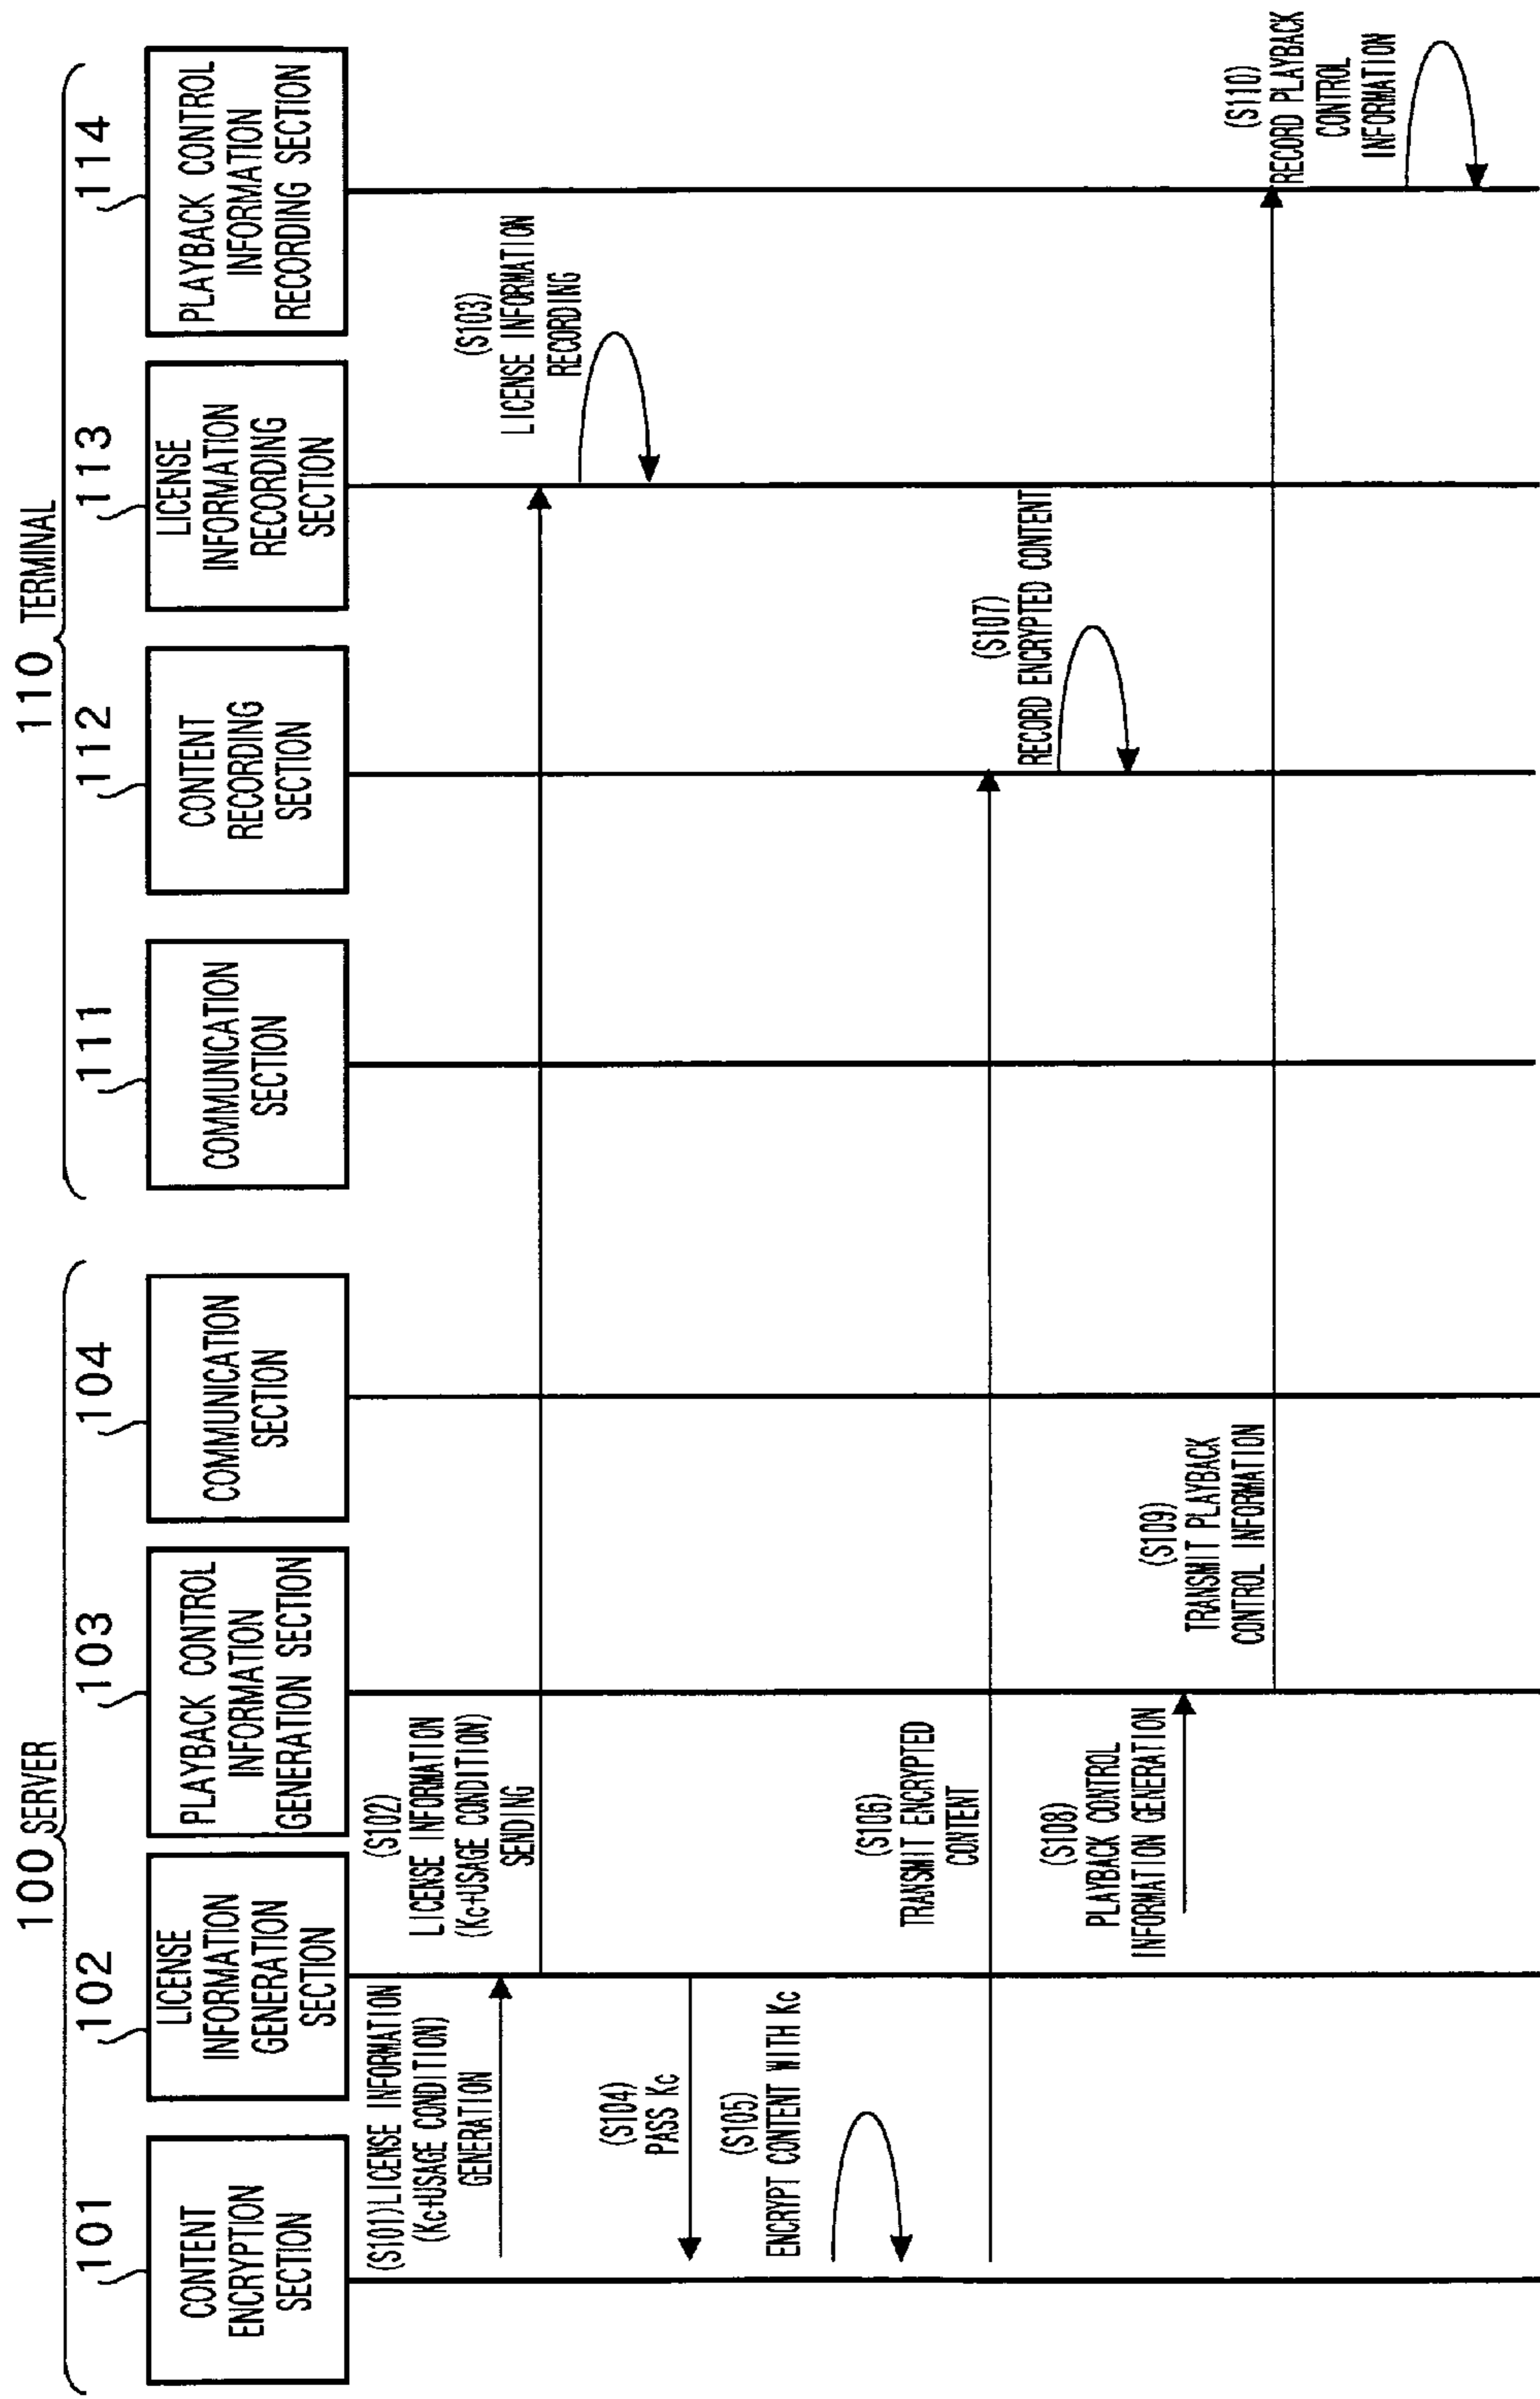 100 SERVER
110 TERMINAL
101
102
103
104
111
112
113
114
CONTENT
ENCRYPTION
SECTION
LICENSE
INFORMATION
GENERATION
SECTION
PLAYBACK CONTROL
INFORMATION
GENERATION SECTION
COMMUNICATION
SECTION
COMMUNICATION
SECTION
CONTENT
RECORDING
SECTION
LICENSE
INFORMATION
RECORDING
SECTION
PLAYBACK CONTROL
INFORMATION
RECORDING SECTION
(S101)LICENSE INFORMATION
(Kc+USAGE CONDITION)
GENERATION
(S102)
LICENSE INFORMATION
(Kc+USAGE CONDITION)
SENDING
(S103)
LICENSE INFORMATION
RECORDING
(S104)
PASS Kc
(S105)
ENCRYPT CONTENT WITH Kc
(S106)
TRANSMIT ENCRYPTED
CONTENT
(S107)
RECORD ENCRYPTED CONTENT
(S108)
PLAYBACK CONTROL
INFORMATION GENERATION
(S109)
TRANSMIT PLAYBACK
CONTROL INFORMATION
(S110)
RECORD PLAYBACK
CONTROL
INFORMATION